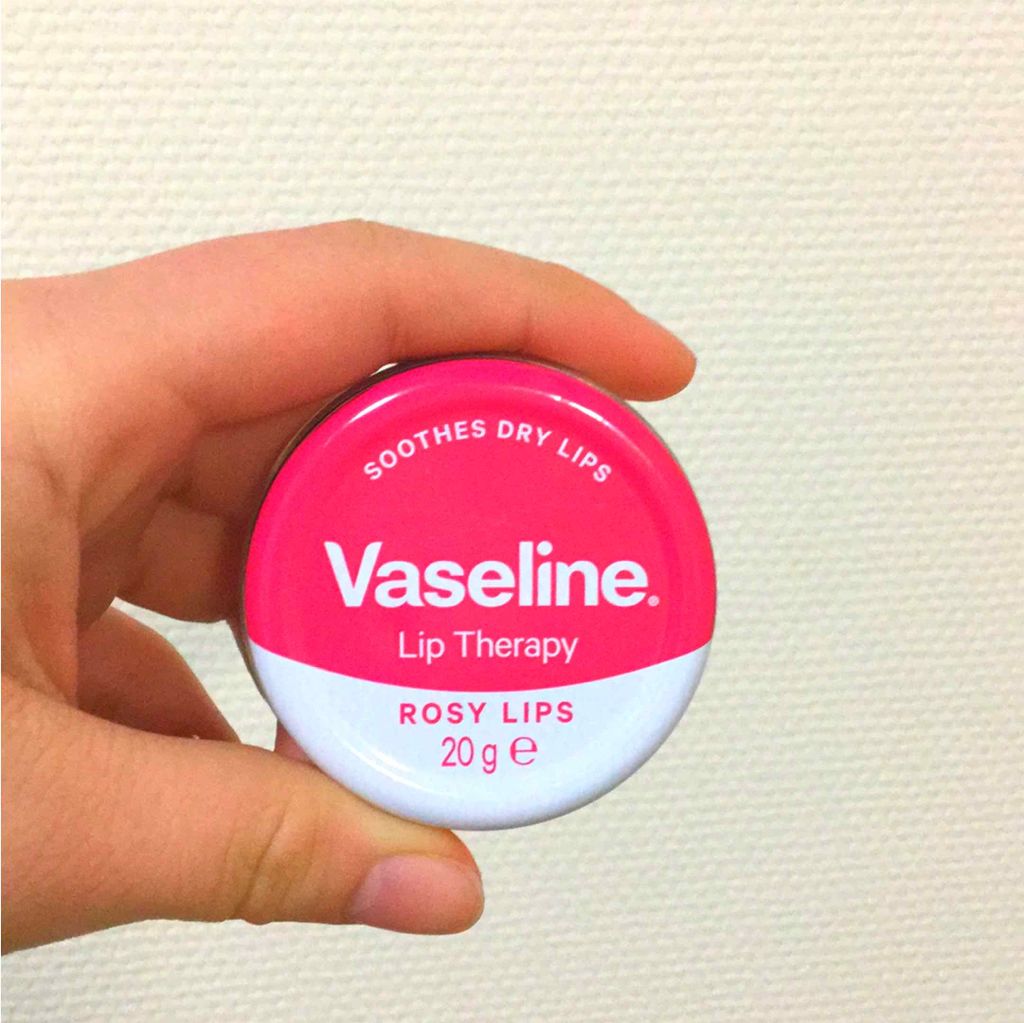 SOOTHES DRY LIPS
Vaseline®
Lip Therapy
ROSY LIPS
20 g ℮